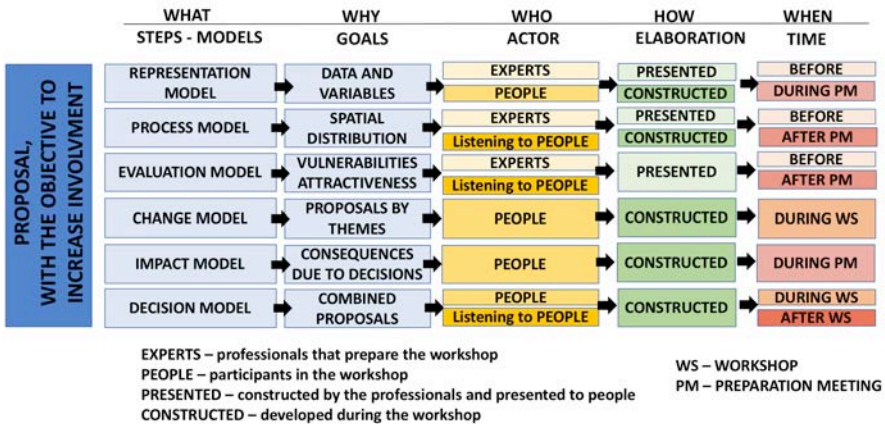 WHAT WHY WHO HOW WHEN
STEPS - MODELS GOALS ACTOR ELABORATION TIME
PROPOSAL,
WITH THE OBJECTIVE TO
INCREASE INVOLVMENT
REPRESENTATION
MODEL
DATA AND
VARIABLES
EXPERTS
PEOPLE
PRESENTED
CONSTRUCTED
BEFORE
DURING PM
PROCESS MODEL
SPATIAL
DISTRIBUTION
EXPERTS
Listening to PEOPLE
PRESENTED
CONSTRUCTED
BEFORE
AFTER PM
EVALUATION MODEL
VULNERABILITIES
ATTRACTIVENESS
EXPERTS
Listening to PEOPLE
PRESENTED
BEFORE
AFTER PM
CHANGE MODEL
PROPOSALS BY
THEMES
PEOPLE
CONSTRUCTED
DURING WS
IMPACT MODEL
CONSEQUENCES
DUE TO DECISIONS
PEOPLE
CONSTRUCTED
DURING PM
DECISION MODEL
COMBINED
PROPOSALS
PEOPLE
Listening to PEOPLE
CONSTRUCTED
DURING WS
AFTER WS
EXPERTS – professionals that prepare the workshop
PEOPLE – participants in the workshop
PRESENTED – constructed by the professionals and presented to people
CONSTRUCTED – developed during the workshop
WS – WORKSHOP
PM – PREPARATION MEETING